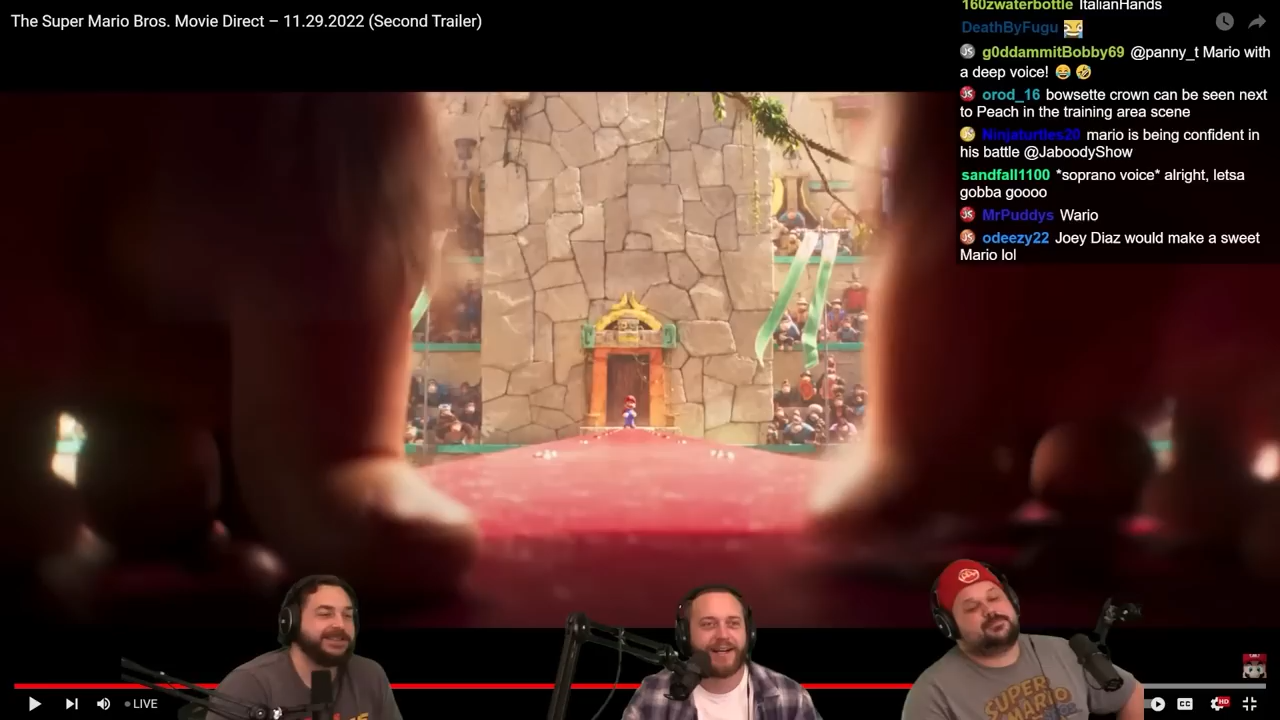 The Super Mario Bros. Movie Direct – 11.29.2022 (Second Trailer)
160zwaterbottle ItalianHands
DeathByFugu
g0ddammitBobby69 @panny_t Mario with
a deep voice! 😂 🤣
orod_16 bowsette crown can be seen next
to Peach in the training area scene
Ninjaturtles20 mario is being confident in
his battle @JaboodyShow
sandfall1100 *soprano voice* alright, letsa
gobba goooo
MrPuddys Wario
odeezy22 Joey Diaz would make a sweet
Mario lol
SUPER
MARIO
LIVE
CC
HD